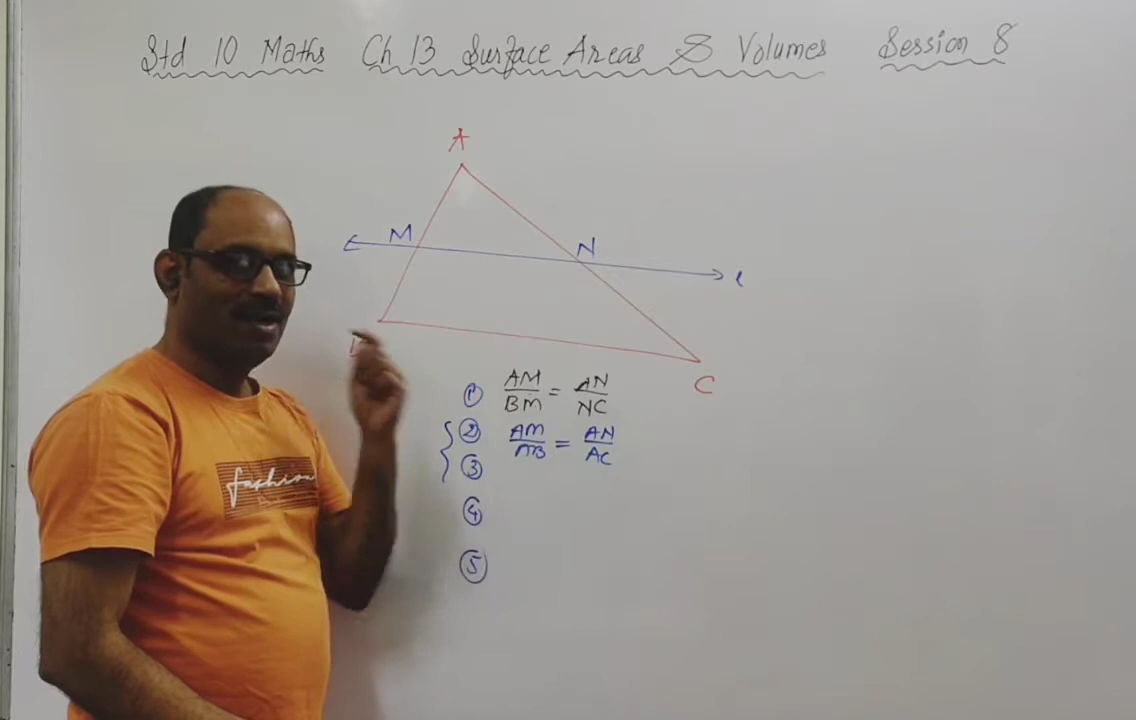 Std 10 Maths Ch 13 Surface Areas & Volumes Session 8
A
M
N
l
C
① AM/BM = AN/NC
② AM/AB = AN/AC
③
④
⑤
fashion